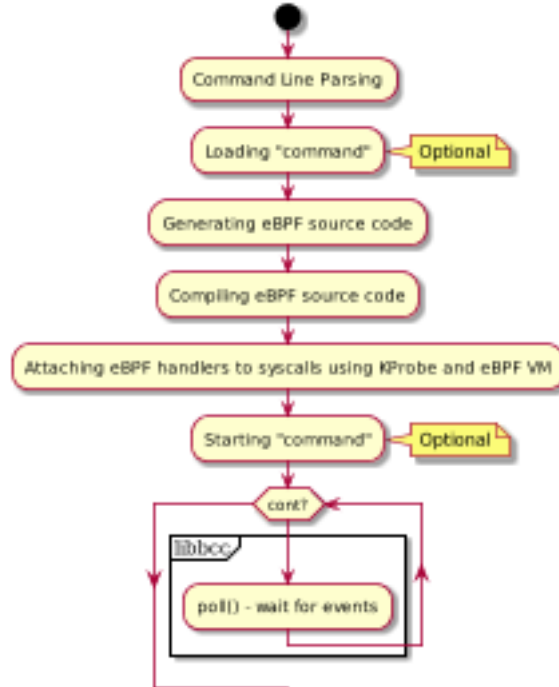 Command Line Parsing
Loading "command"
Optional
Generating eBPF source code
Compiling eBPF source code
Attaching eBPF handlers to syscalls using KProbe and eBPF VM
Starting "command"
Optional
cont?
libbcc
poll() - wait for events